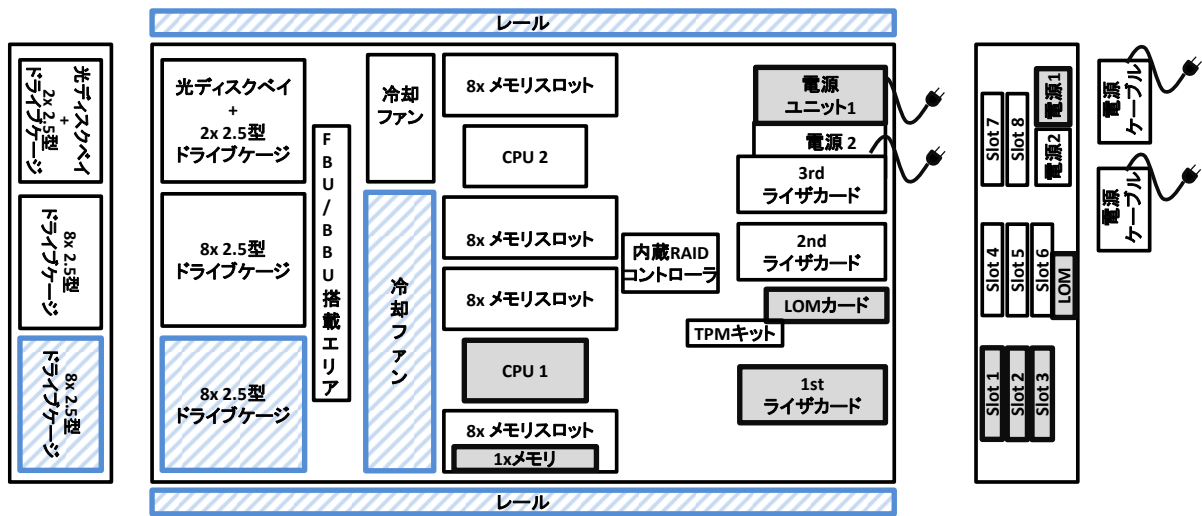 レール
光ディスクベイ
+
2x 2.5型
ドライブケージ
8x 2.5型
ドライブケージ
8x 2.5型
ドライブケージ
光ディスクベイ
+
2x 2.5型
ドライブケージ
8x 2.5型
ドライブケージ
8x 2.5型
ドライブケージ
FBU/BBU搭載エリア
冷却
ファン
冷却ファン
8x メモリスロット
CPU 2
8x メモリスロット
8x メモリスロット
CPU 1
8x メモリスロット
1xメモリ
内蔵RAID
コントローラ
電源
ユニット1
電源 2
3rd
ライザカード
2nd
ライザカード
LOMカード
TPMキット
1st
ライザカード
レール
Slot 7
Slot 8
電源1
電源2
Slot 4
Slot 5
Slot 6
LOM
Slot 1
Slot 2
Slot 3
電源
ケーブル
電源
ケーブル